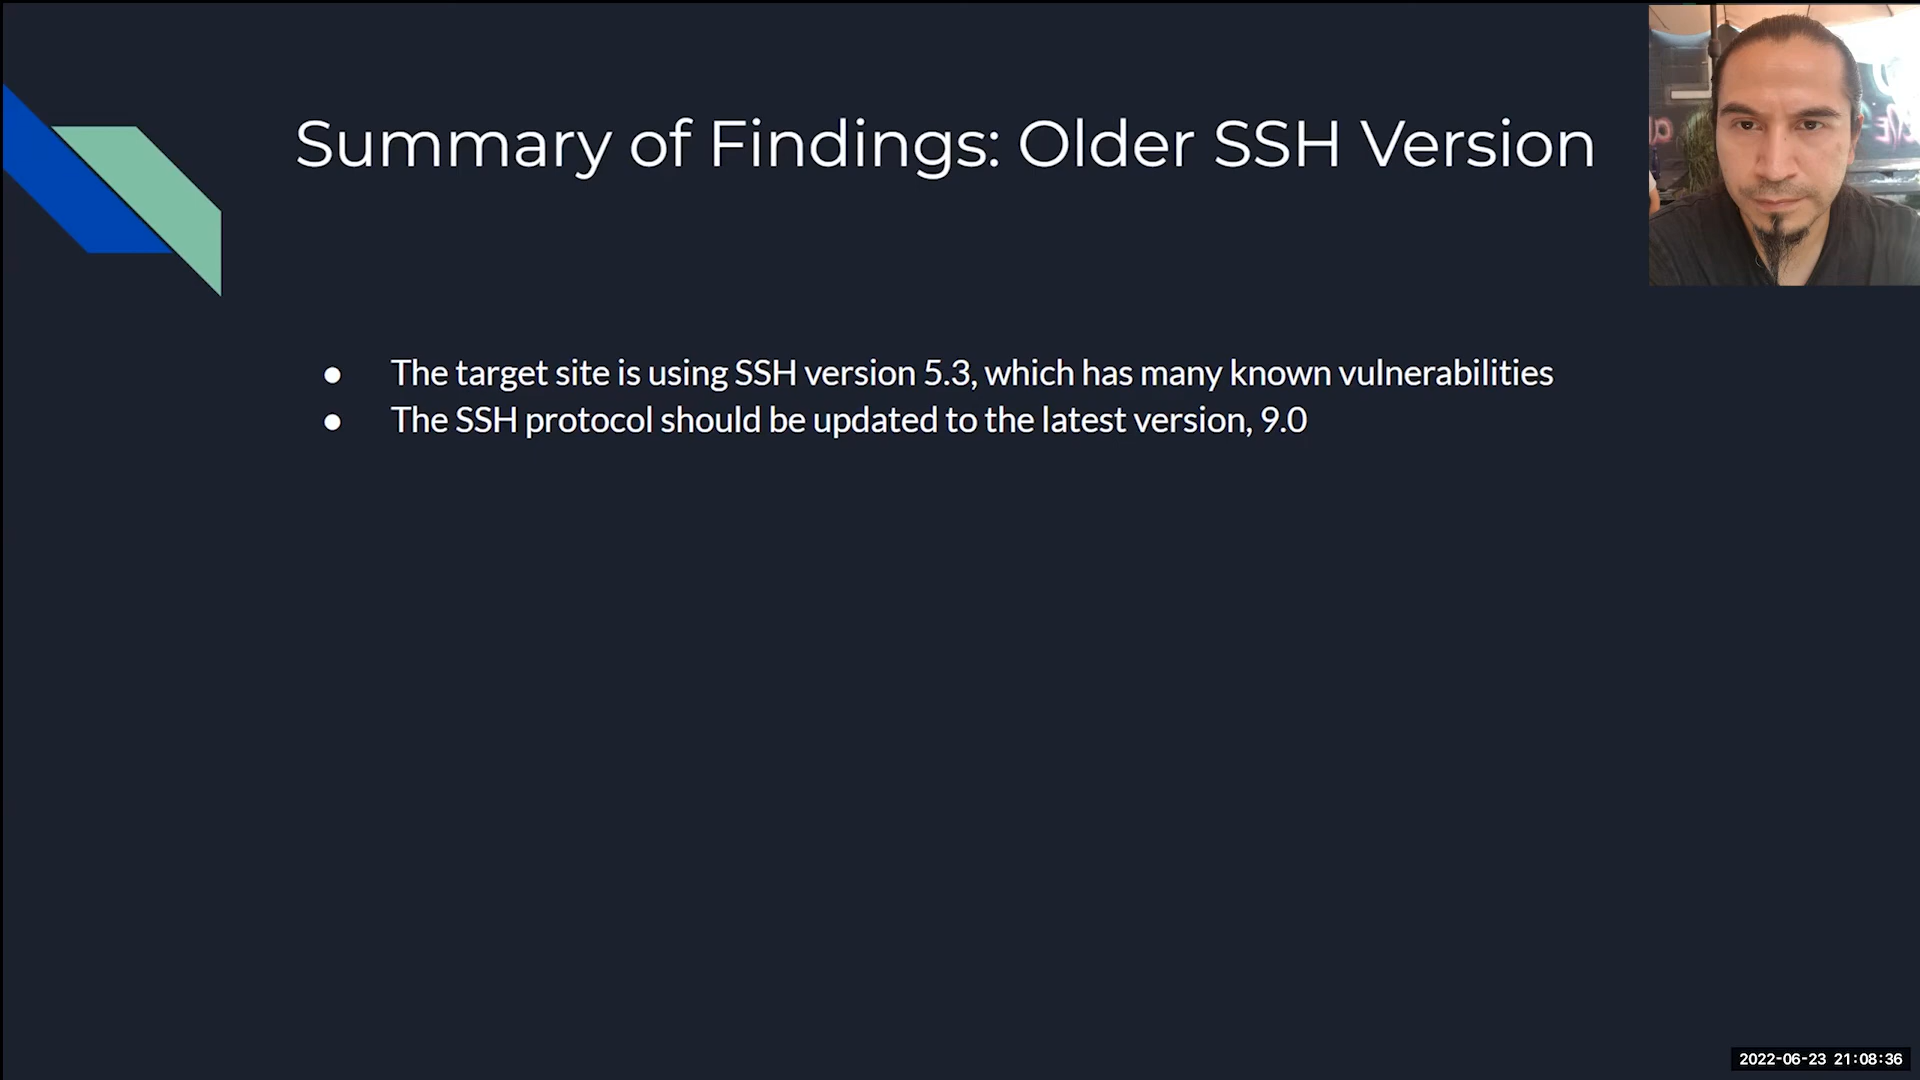 Summary of Findings: Older SSH Version
● The target site is using SSH version 5.3, which has many known vulnerabilities
● The SSH protocol should be updated to the latest version, 9.0
2022-06-23 21:08:36